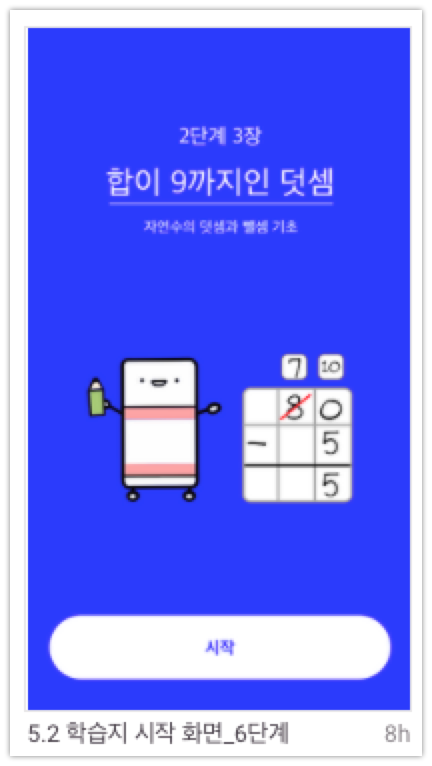 2단계 3장
합이 9까지인 덧셈
자연수의 덧셈과 뺄셈 기초
7 10
8 0
- 5
5
시작
5.2 학습지 시작 화면_6단계 8h